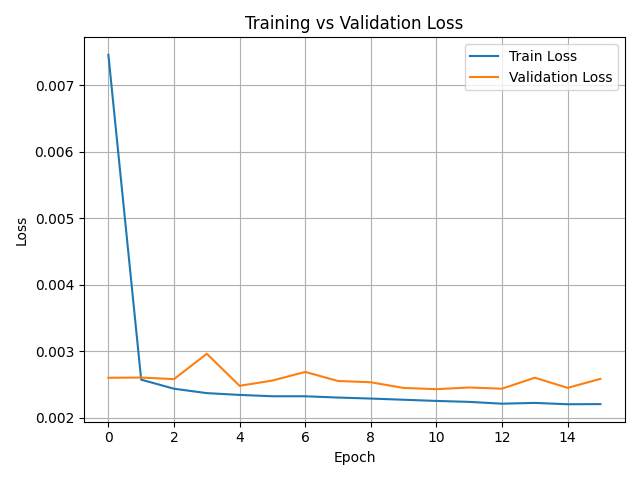 Training vs Validation Loss
Train Loss
Validation Loss
0.007
0.006
0.005
0.004
0.003
0.002
Loss
0 2 4 6 8 10 12 14
Epoch